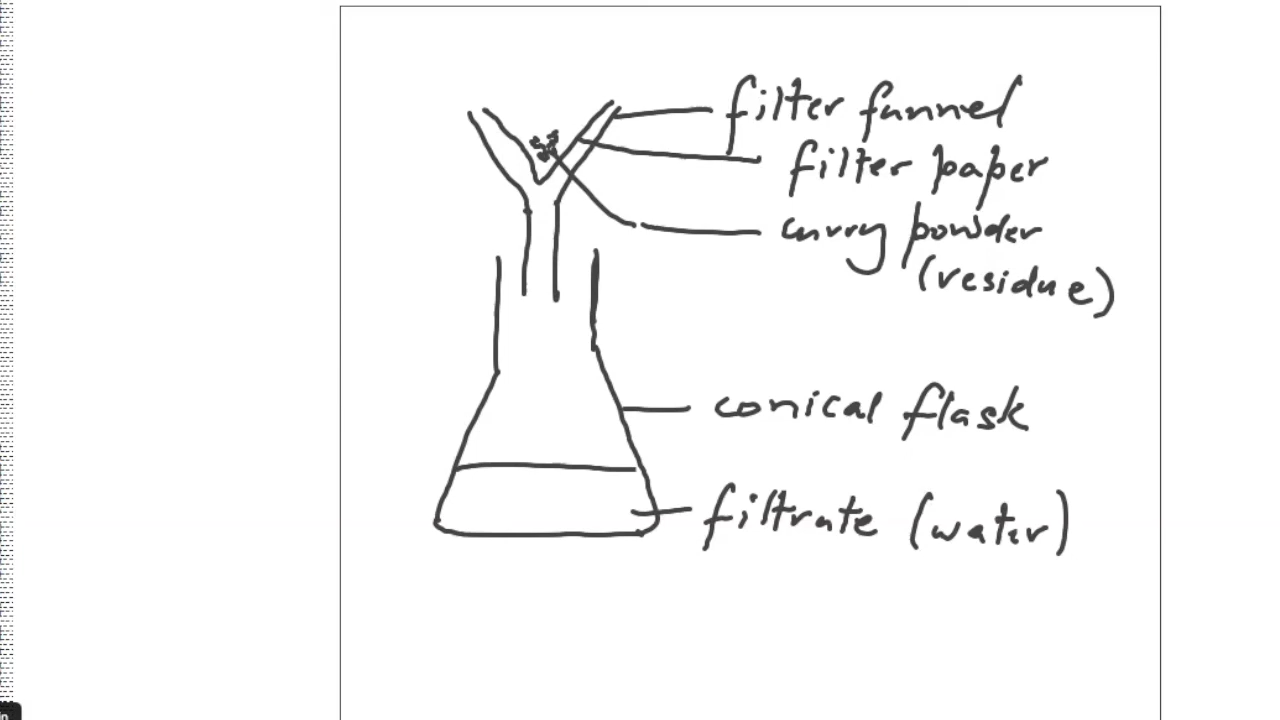 filter funnel
filter paper
curry powder
(residue)
conical flask
filtrate (water)